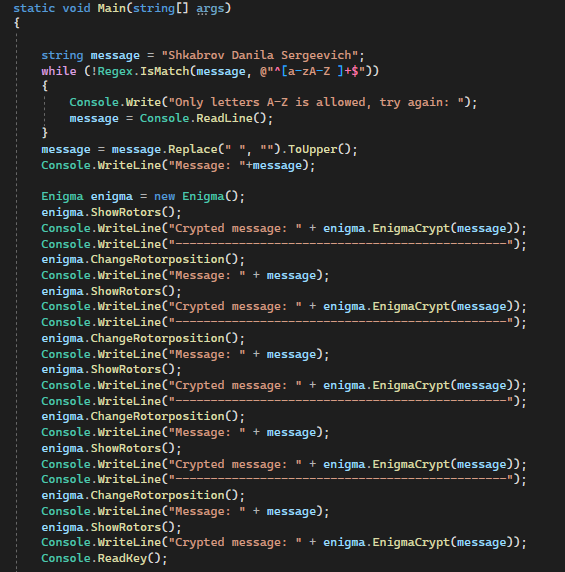 static void Main(string[] args)
{
string message = "Shkabrov Danila Sergeevich";
while (!Regex.IsMatch(message, @"^[a-zA-Z ]+$"))
{
Console.Write("Only letters A-Z is allowed, try again: ");
message = Console.ReadLine();
}
message = message.Replace(" ", "").ToUpper();
Console.WriteLine("Message: "+message);
Enigma enigma = new Enigma();
enigma.ShowRotors();
Console.WriteLine("Crypted message: " + enigma.EnigmaCrypt(message));
Console.WriteLine("-----------------------------------------------");
enigma.ChangeRotorposition();
Console.WriteLine("Message: " + message);
enigma.ShowRotors();
Console.WriteLine("Crypted message: " + enigma.EnigmaCrypt(message));
Console.WriteLine("-----------------------------------------------");
enigma.ChangeRotorposition();
Console.WriteLine("Message: " + message);
enigma.ShowRotors();
Console.WriteLine("Crypted message: " + enigma.EnigmaCrypt(message));
Console.WriteLine("-----------------------------------------------");
enigma.ChangeRotorposition();
Console.WriteLine("Message: " + message);
enigma.ShowRotors();
Console.WriteLine("Crypted message: " + enigma.EnigmaCrypt(message));
Console.WriteLine("-----------------------------------------------");
enigma.ChangeRotorposition();
Console.WriteLine("Message: " + message);
enigma.ShowRotors();
Console.WriteLine("Crypted message: " + enigma.EnigmaCrypt(message));
Console.ReadKey();